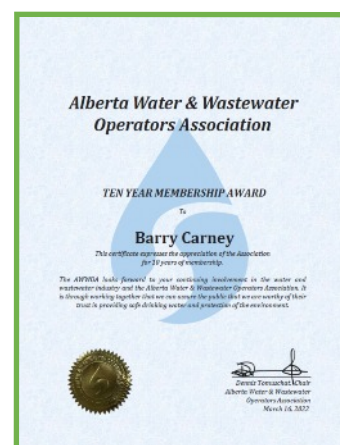 Alberta Water & Wastewater
Operators Association
TEN YEAR MEMBERSHIP AWARD
To
Barry Carney
This certificate expresses the appreciation of the Association
for 10 years of membership.
The AWWOA looks forward to your continuing involvement in the water and
wastewater industry and the Alberta Water & Wastewater Operators Association. It
is through working together that we can assure the public that we are worthy of their
trust in providing safe drinking water and protection of the environment.
Dennis Tomuschat, Chair
Alberta Water & Wastewater
Operators Association
March 16, 2022